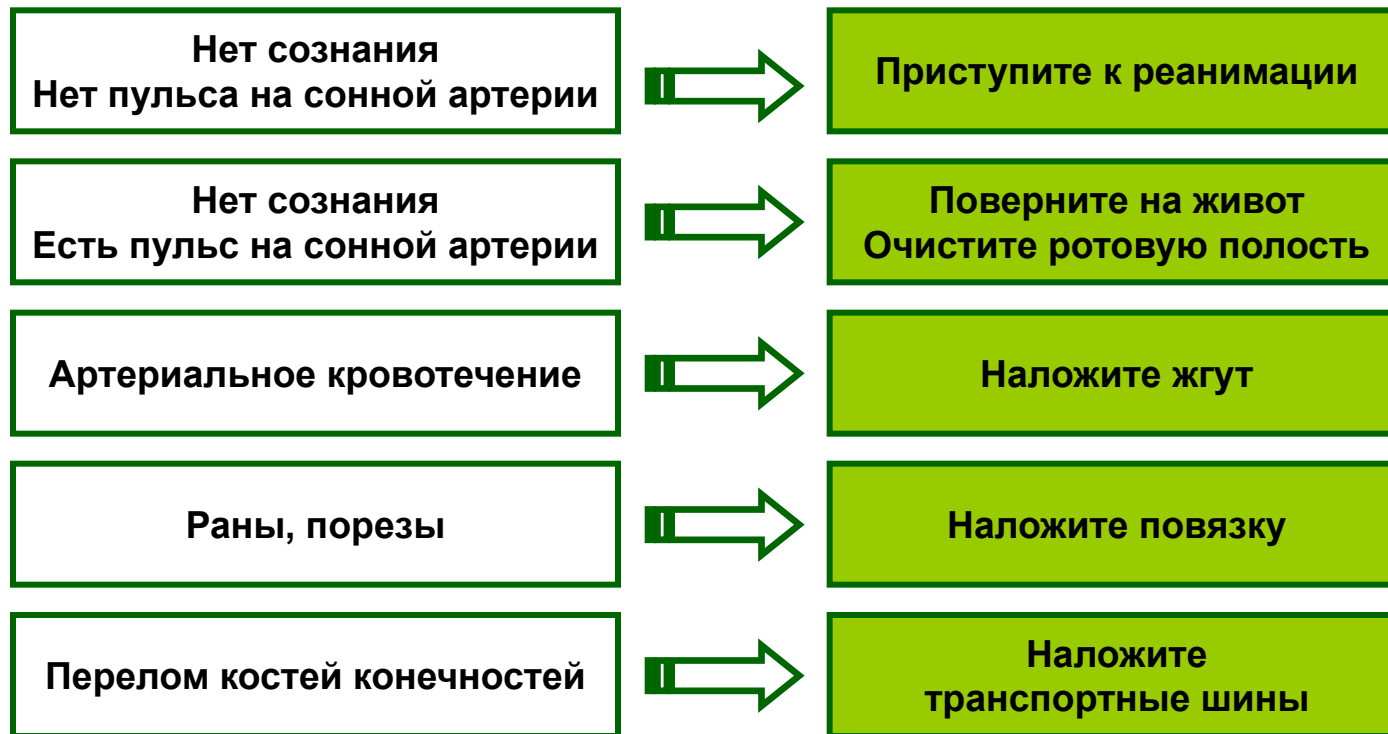 Нет сознания
Нет пульса на сонной артерии
Приступите к реанимации
Нет сознания
Есть пульс на сонной артерии
Поверните на живот
Очистите ротовую полость
Артериальное кровотечение
Наложите жгут
Раны, порезы
Наложите повязку
Перелом костей конечностей
Наложите
транспортные шины